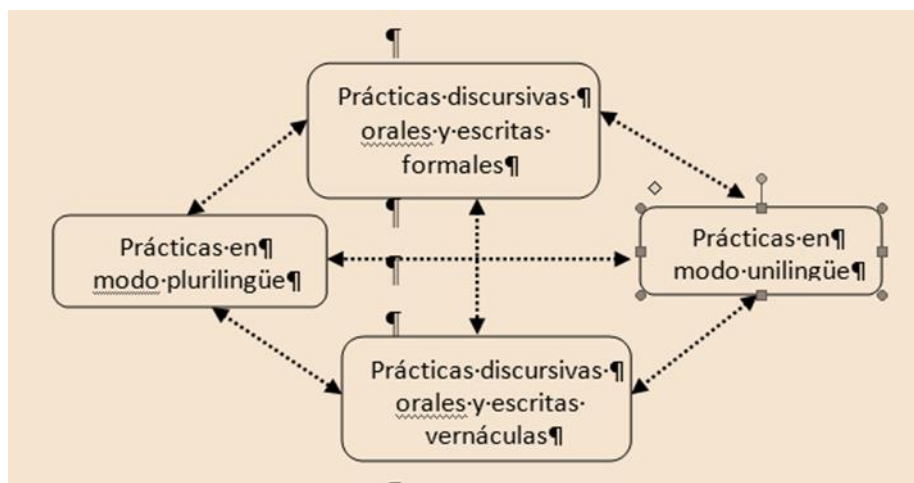 Prácticas discursivas
orales y escritas
formales
Prácticas en
modo plurilingüe
Prácticas en
modo unilingüe
Prácticas discursivas
orales y escritas
vernáculas